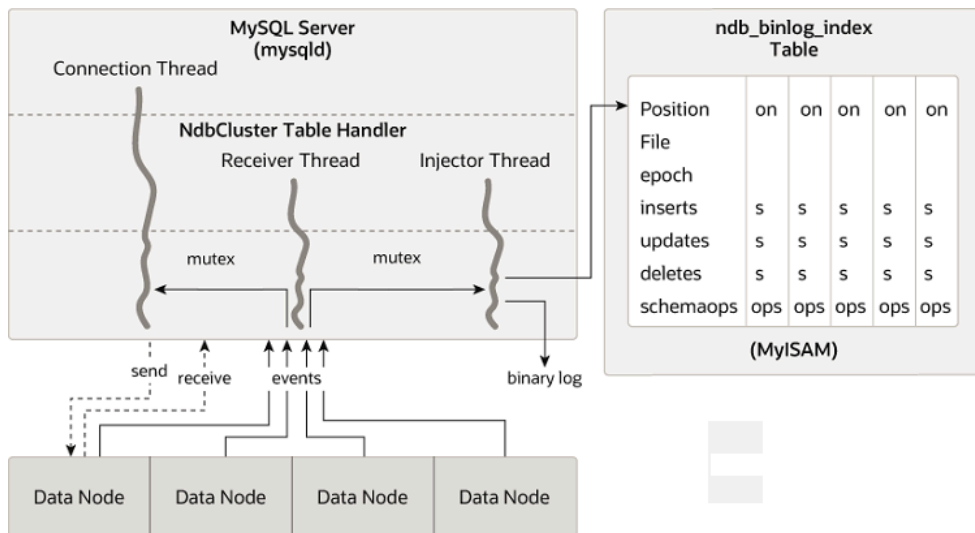 MySQL Server
(mysqld)
Connection Thread
NdbCluster Table Handler
Receiver Thread
Injector Thread
mutex
mutex
send
receive
events
binary log
Data Node
Data Node
Data Node
Data Node
ndb_binlog_index
Table
Position on on on on on
File
epoch
inserts s s s s s
updates s s s s s
deletes s s s s s
schemaops ops ops ops ops ops
(MyISAM)